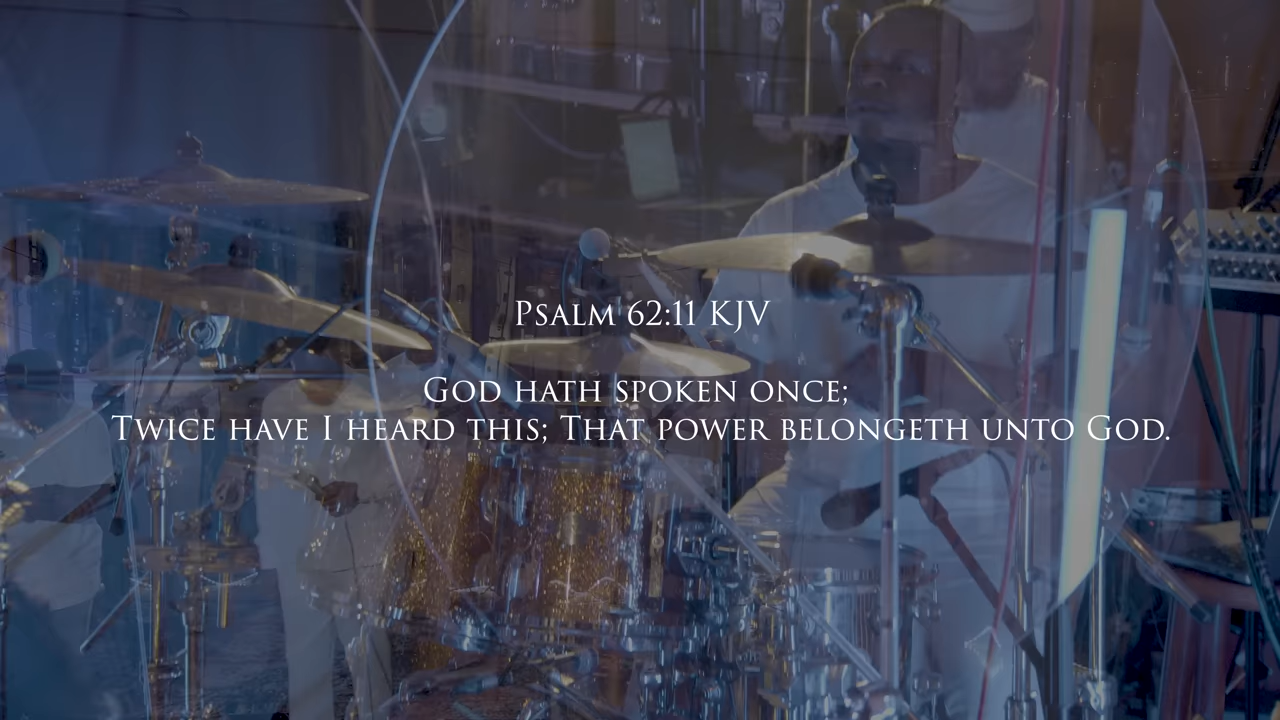 Psalm 62:11 KJV
God hath spoken once;
Twice have I heard this; That power belongeth unto God.